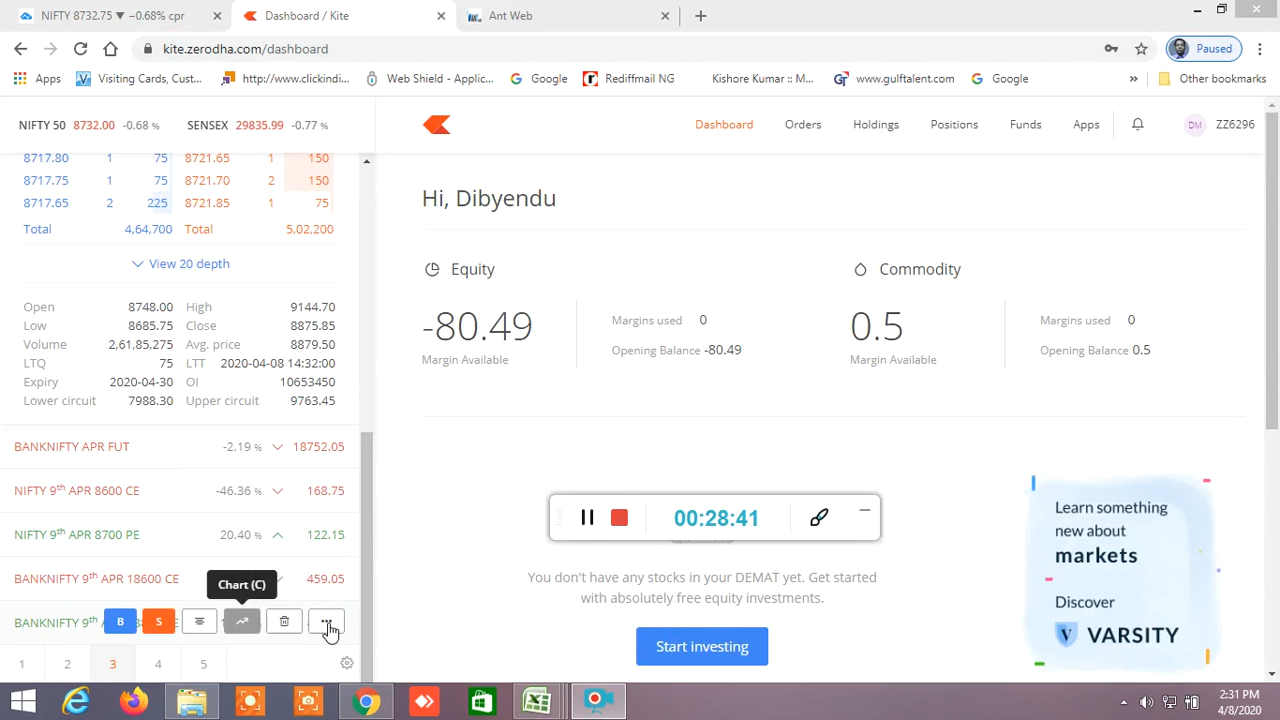 NIFTY 8732.75 ▼ −0.68% cpr
Dashboard / Kite
Ant Web
kite.zerodha.com/dashboard
Paused
Apps
Visiting Cards, Cust...
http://www.clickindi...
Web Shield - Applic...
Google
Rediffmail NG
Kishore Kumar :: M...
www.gulftalent.com
Google
»
Other bookmarks
NIFTY 50 8732.00 -0.68 %
SENSEX 29835.99 -0.77 %
Dashboard
Orders
Holdings
Positions
Funds
Apps
DM
ZZ6296
8717.80 1 75 8721.65 1 150
8717.75 1 75 8721.70 2 150
8717.65 2 225 8721.85 1 75
Total 4,64,700 Total 5,02,200
View 20 depth
Open 8748.00 High 9144.70
Low 8685.75 Close 8875.85
Volume 2,61,85,275 Avg. price 8879.50
LTQ 75 LTT 2020-04-08 14:32:00
Expiry 2020-04-30 OI 10653450
Lower circuit 7988.30 Upper circuit 9763.45
BANKNIFTY APR FUT -2.19 % 18752.05
NIFTY 9th APR 8600 CE -46.36 % 168.75
NIFTY 9th APR 8700 PE 20.40 % 122.15
BANKNIFTY 9th APR 18600 CE 459.05
Chart (C)
BANKNIFTY 9th
B
S
1 2 3 4 5
Hi, Dibyendu
Equity
-80.49
Margin Available
Margins used 0
Opening Balance -80.49
Commodity
0.5
Margin Available
Margins used 0
Opening Balance 0.5
00:28:41
You don't have any stocks in your DEMAT yet. Get started
with absolutely free equity investments.
Start investing
Learn something
new about
markets
Discover
VARSITY
2:31 PM
4/8/2020